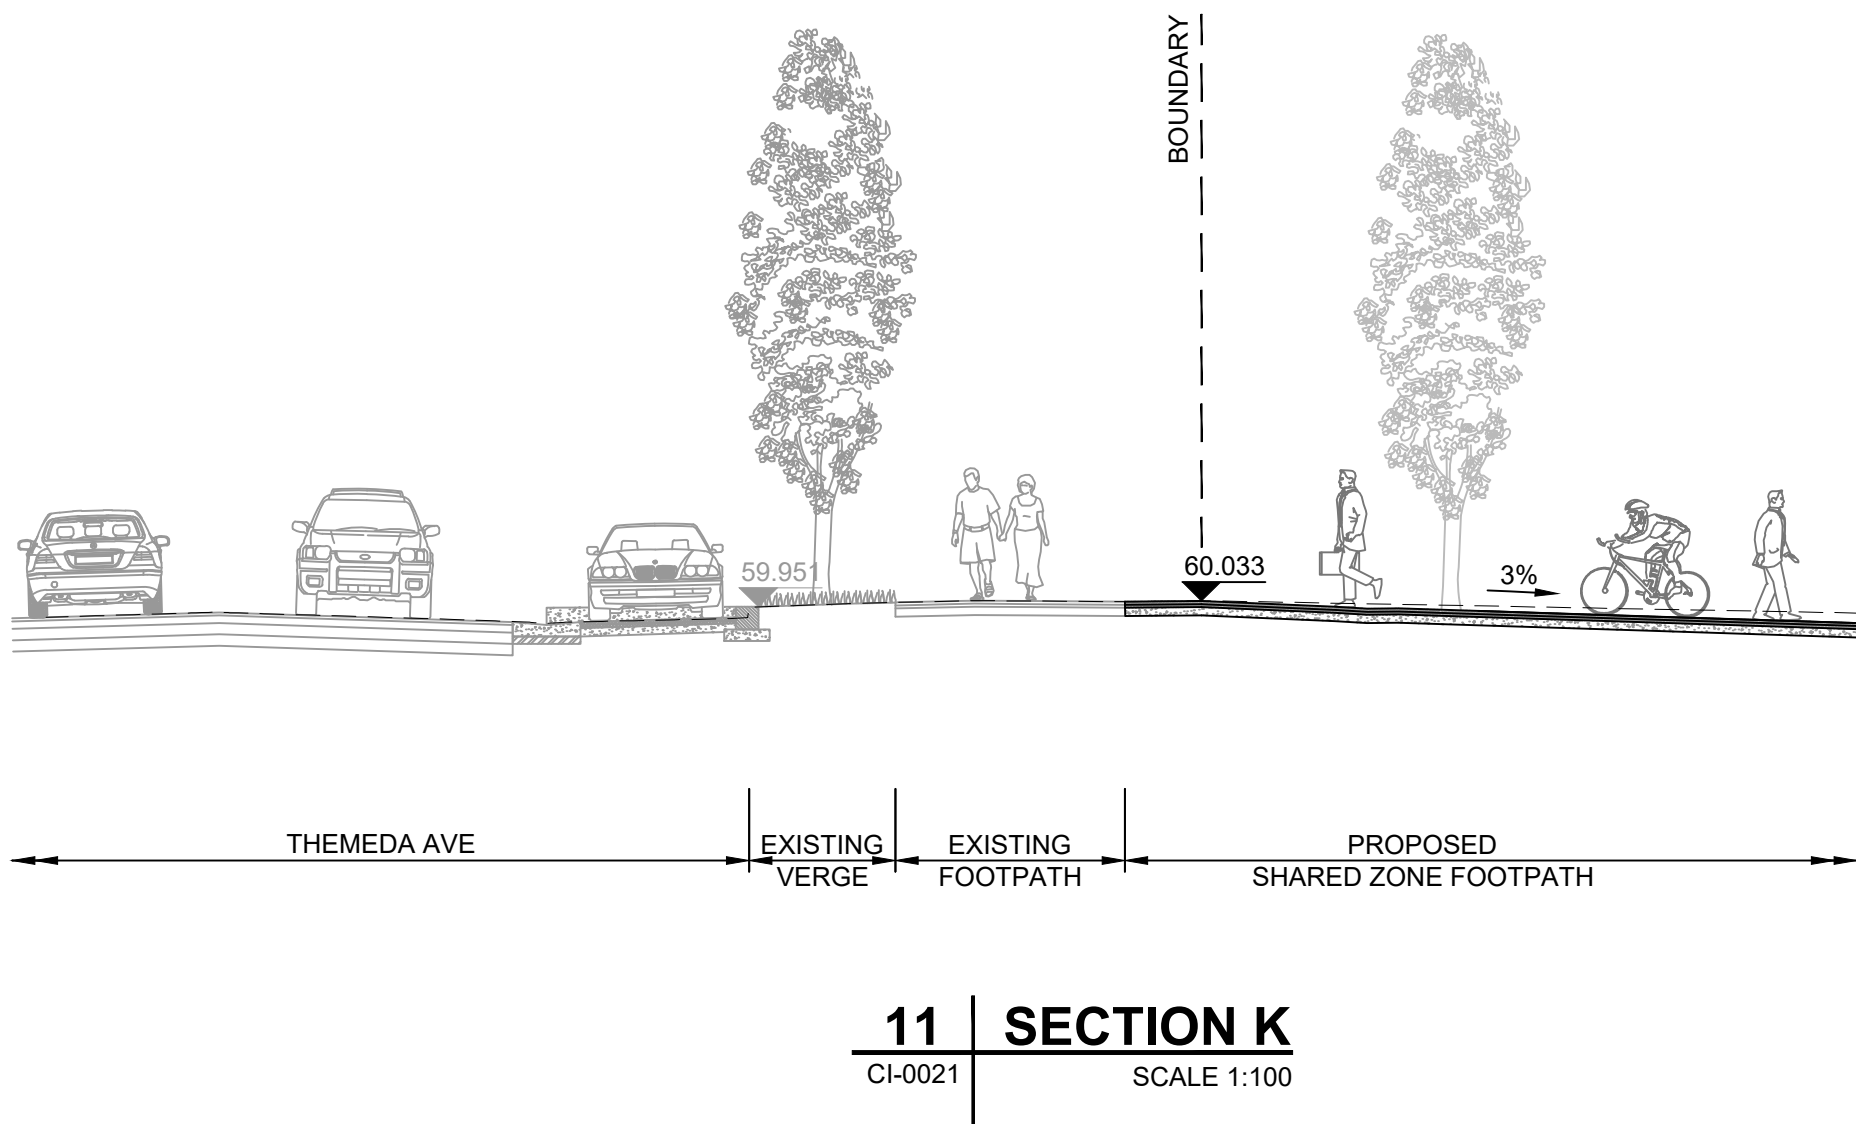 BOUNDARY
59.951
60.033
3%
THEMEDA AVE
EXISTING
VERGE
EXISTING
FOOTPATH
PROPOSED
SHARED ZONE FOOTPATH
11
SECTION K
CI-0021
SCALE 1:100